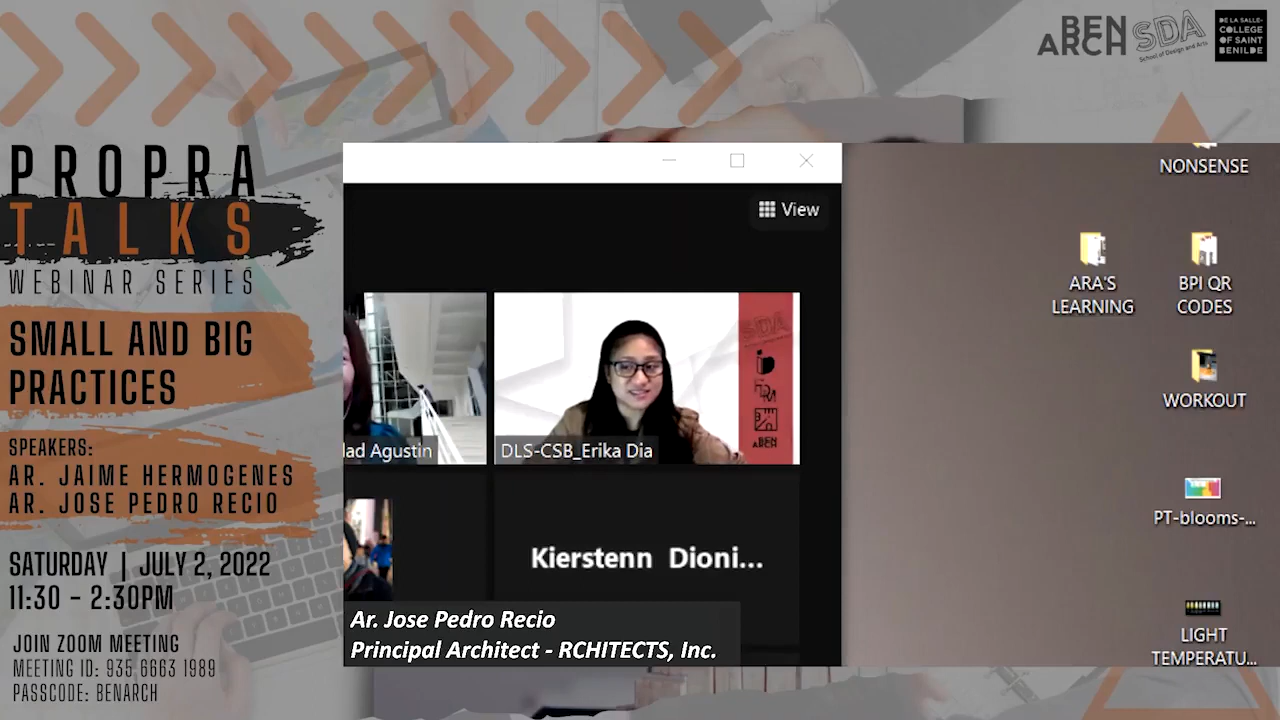 BEN
ARCH
SDA
School of Design and Arts
DE LA SALLE-
COLLEGE
OF SAINT
BENILDE
PROPRA
TALKS
WEBINAR SERIES
SMALL AND BIG
PRACTICES
SPEAKERS:
AR. JAIME HERMOGENES
AR. JOSE PEDRO RECIO
SATURDAY | JULY 2, 2022
11:30 - 2:30PM
JOIN ZOOM MEETING
MEETING ID: 935 6663 1989
PASSCODE: BENARCH
View
lad Agustin
DLS-CSB_Erika Dia
SDA
ABEN
Kierstenn Dioni...
Ar. Jose Pedro Recio
Principal Architect - RCHITECTS, Inc.
NONSENSE
ARA'S
LEARNING
BPI QR
CODES
WORKOUT
PT-blooms-...
LIGHT
TEMPERATU...